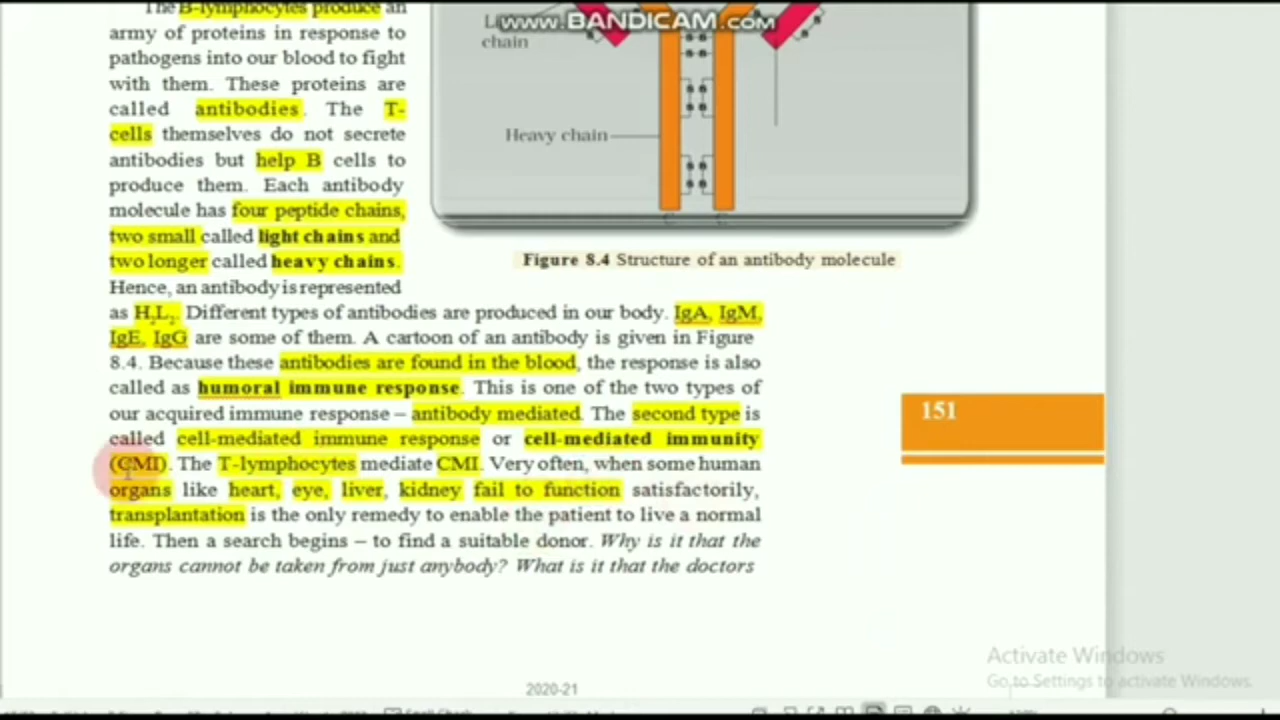 The B-lymphocytes produce an
army of proteins in response to
pathogens into our blood to fight
with them. These proteins are
called antibodies. The T-
cells themselves do not secrete
antibodies but help B cells to
produce them. Each antibody
molecule has four peptide chains,
two small called light chains and
two longer called heavy chains.
Hence, an antibody is represented
as H2L2. Different types of antibodies are produced in our body. IgA, IgM,
IgE, IgG are some of them. A cartoon of an antibody is given in Figure
8.4. Because these antibodies are found in the blood, the response is also
called as humoral immune response. This is one of the two types of
our acquired immune response – antibody mediated. The second type is
called cell-mediated immune response or cell-mediated immunity
(CMI). The T-lymphocytes mediate CMI. Very often, when some human
organs like heart, eye, liver, kidney fail to function satisfactorily,
transplantation is the only remedy to enable the patient to live a normal
life. Then a search begins – to find a suitable donor. Why is it that the
organs cannot be taken from just anybody? What is it that the doctors
www.BANDICAM.com
chain
Heavy chain
C C
Figure 8.4 Structure of an antibody molecule
151
2020-21
Activate Windows
Go to Settings to activate Windows.